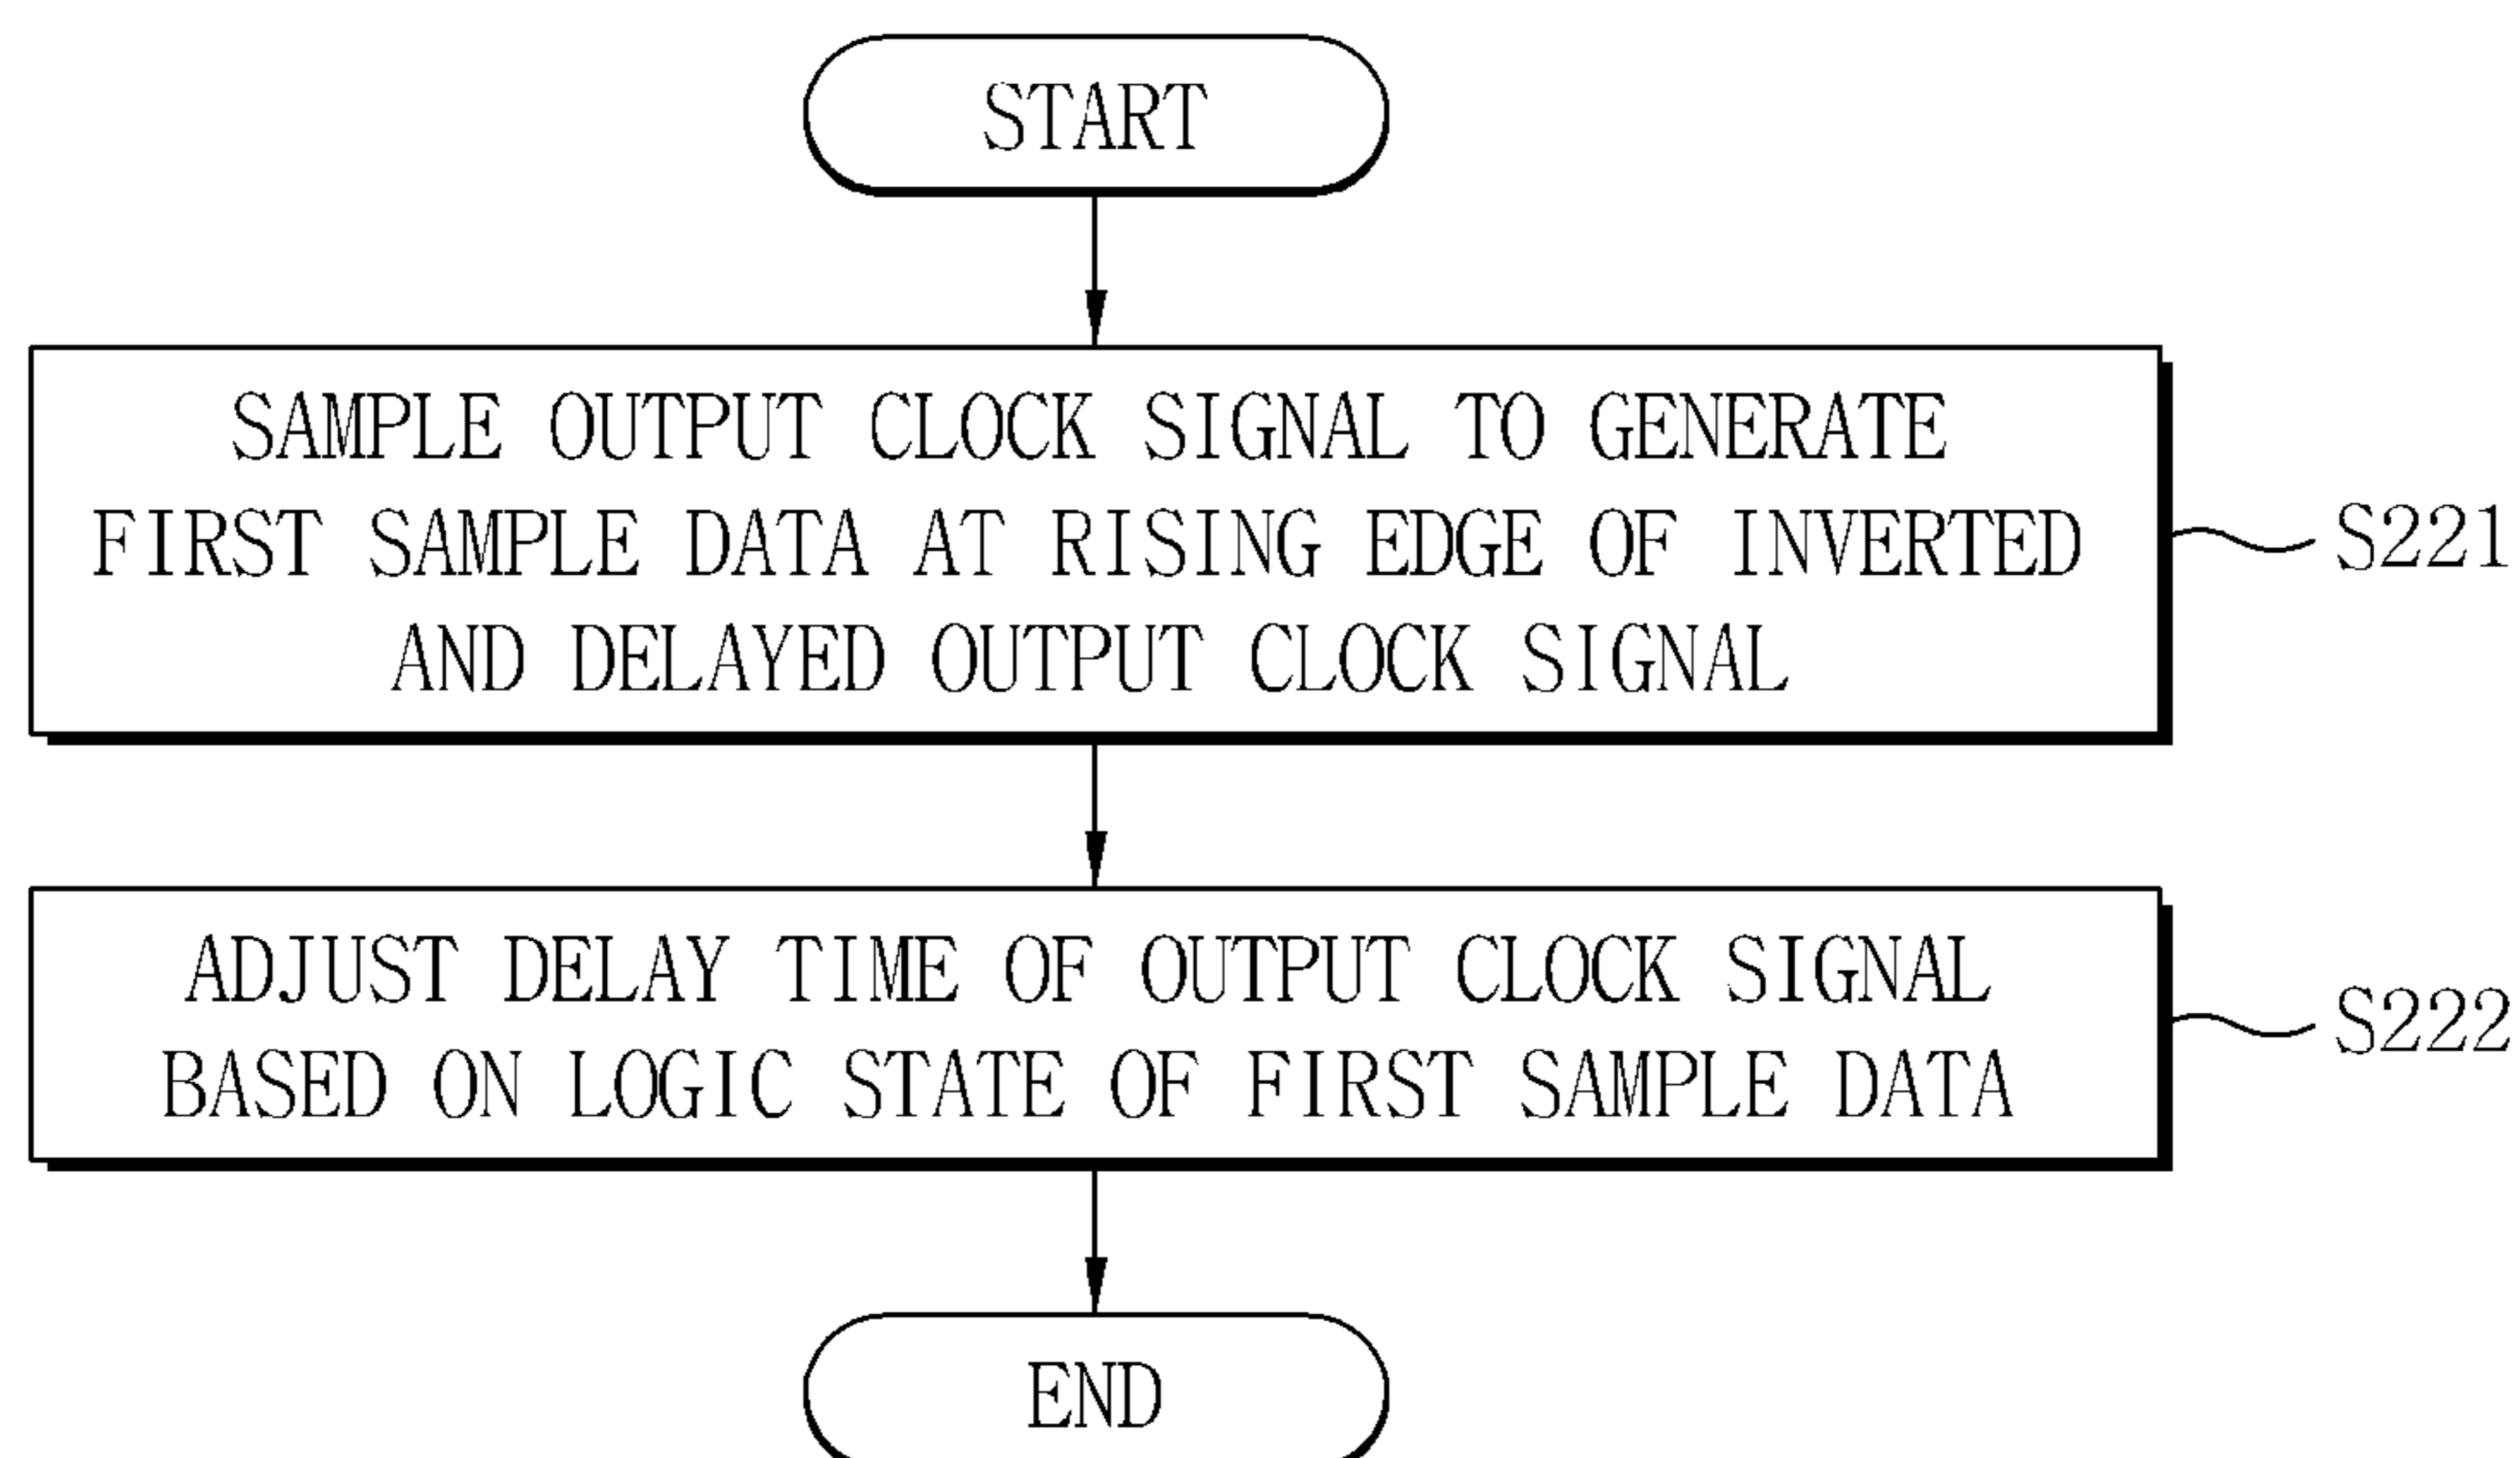 START
SAMPLE OUTPUT CLOCK SIGNAL TO GENERATE
FIRST SAMPLE DATA AT RISING EDGE OF INVERTED
AND DELAYED OUTPUT CLOCK SIGNAL
S221
ADJUST DELAY TIME OF OUTPUT CLOCK SIGNAL
BASED ON LOGIC STATE OF FIRST SAMPLE DATA
S222
END